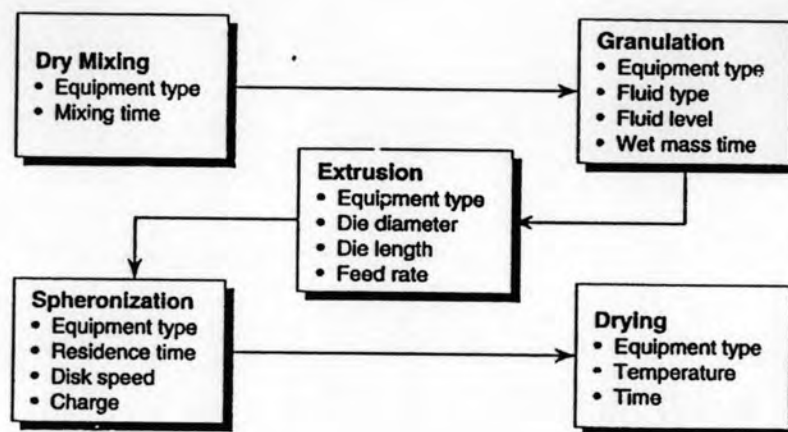 Dry Mixing
• Equipment type
• Mixing time
Granulation
• Equipment type
• Fluid type
• Fluid level
• Wet mass time
Extrusion
• Equipment type
• Die diameter
• Die length
• Feed rate
Spheronization
• Equipment type
• Residence time
• Disk speed
• Charge
Drying
• Equipment type
• Temperature
• Time